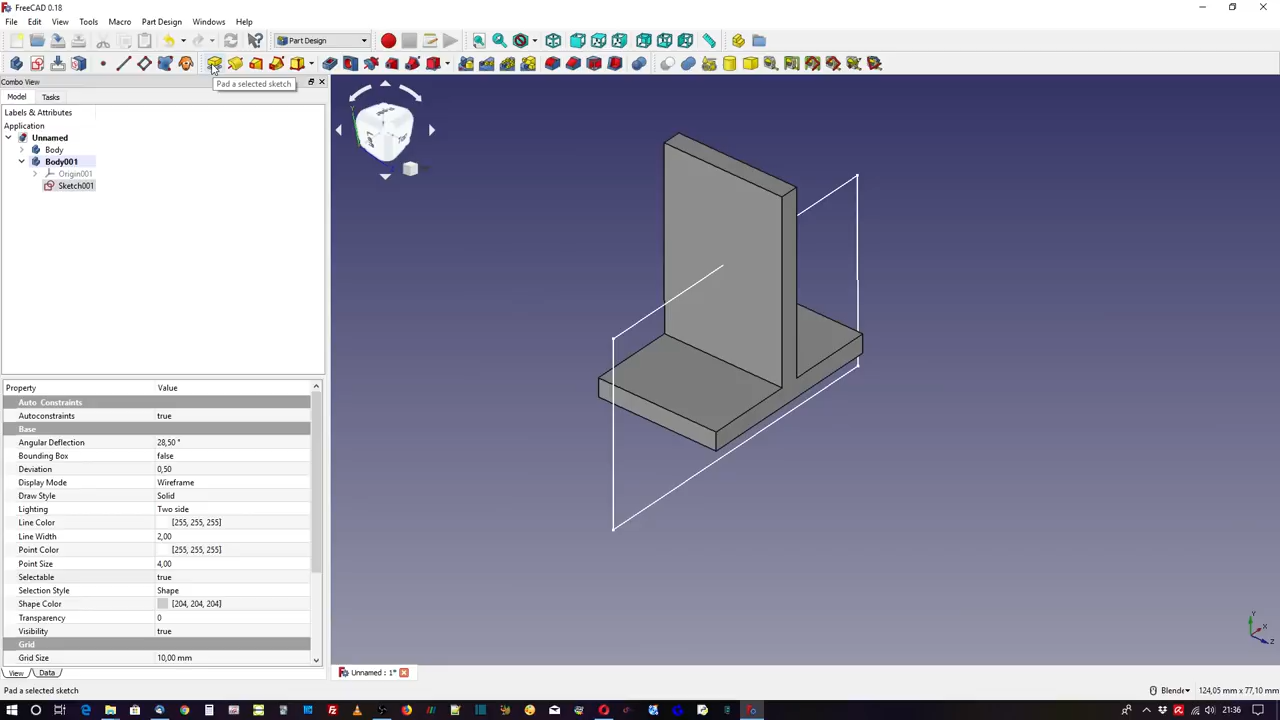 FreeCAD 0.18
File Edit View Tools Macro Part Design Windows Help
Part Design
Combo View
Pad a selected sketch
Model Tasks
Labels & Attributes
Application
Unnamed
Body
Body001
Origin001
Sketch001
Property Value
Auto Constraints
Autoconstraints true
Base
Angular Deflection 28,50 °
Bounding Box false
Deviation 0,50
Display Mode Wireframe
Draw Style Solid
Lighting Two side
Line Color [255, 255, 255]
Line Width 2,00
Point Color [255, 255, 255]
Point Size 4,00
Selectable true
Selection Style Shape
Shape Color [204, 204, 204]
Transparency 0
Visibility true
Grid
Grid Size 10,00 mm
View Data
Unnamed : 1*
Y
X
Z
Pad a selected sketch
Blender 124,05 mm x 77,10 mm
21:36